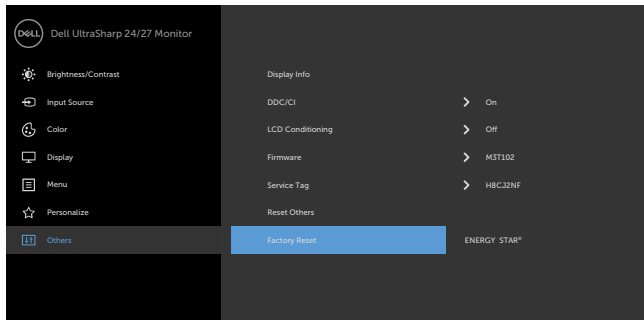 DELL Dell UltraSharp 24/27 Monitor
Brightness/Contrast Display Info
Input Source DDC/CI On
Color LCD Conditioning Off
Display Firmware M3T102
Menu Service Tag H8CJ2NF
Personalize Reset Others
Others Factory Reset ENERGY STAR®